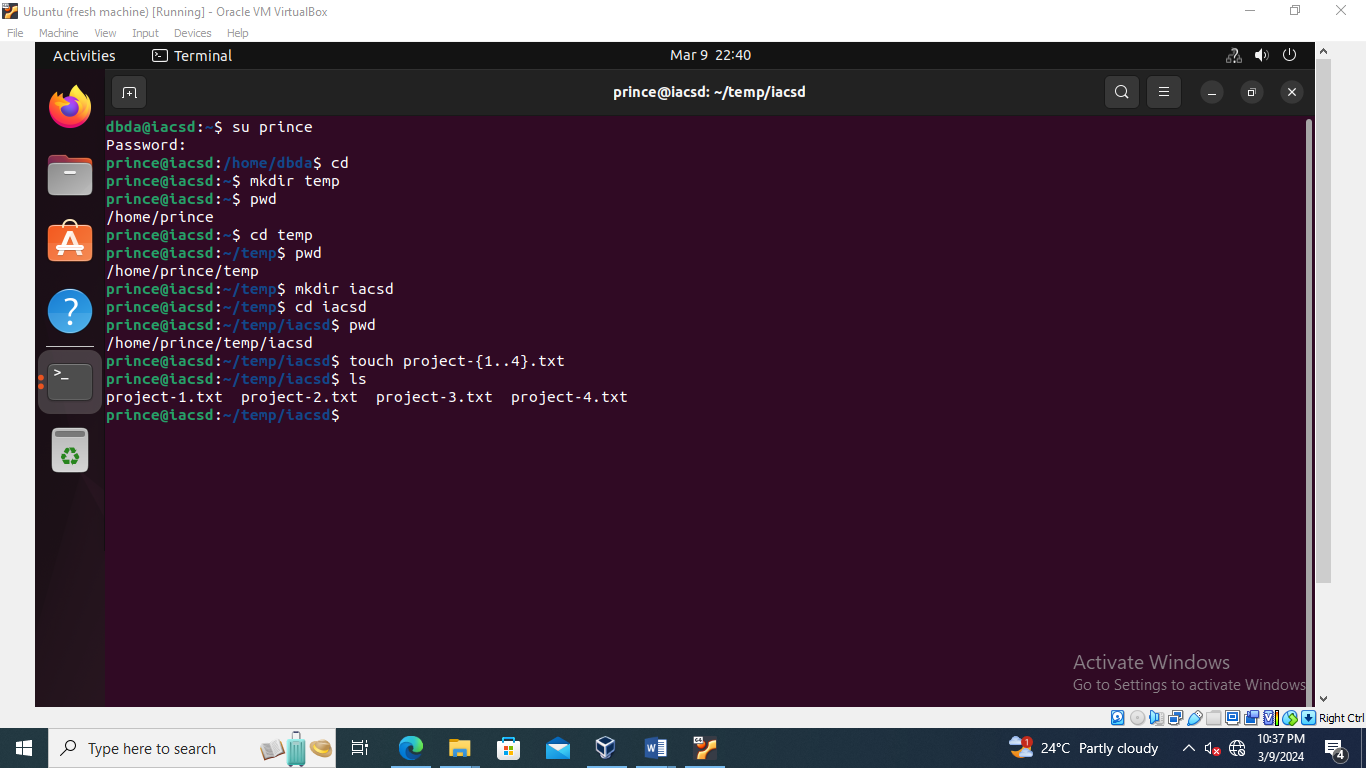 Ubuntu (fresh machine) [Running] - Oracle VM VirtualBox
File Machine View Input Devices Help
Activities Terminal Mar 9 22:40
prince@iacsd: ~/temp/iacsd
dbda@iacsd:~$ su prince
Password:
prince@iacsd:/home/dbda$ cd
prince@iacsd:~$ mkdir temp
prince@iacsd:~$ pwd
/home/prince
prince@iacsd:~$ cd temp
prince@iacsd:~/temp$ pwd
/home/prince/temp
prince@iacsd:~/temp$ mkdir iacsd
prince@iacsd:~/temp$ cd iacsd
prince@iacsd:~/temp/iacsd$ pwd
/home/prince/temp/iacsd
prince@iacsd:~/temp/iacsd$ touch project-{1..4}.txt
prince@iacsd:~/temp/iacsd$ ls
project-1.txt  project-2.txt  project-3.txt  project-4.txt
prince@iacsd:~/temp/iacsd$
Activate Windows
Go to Settings to activate Windows
Right Ctrl
Type here to search
1
24°C Partly cloudy
10:37 PM
3/9/2024
4